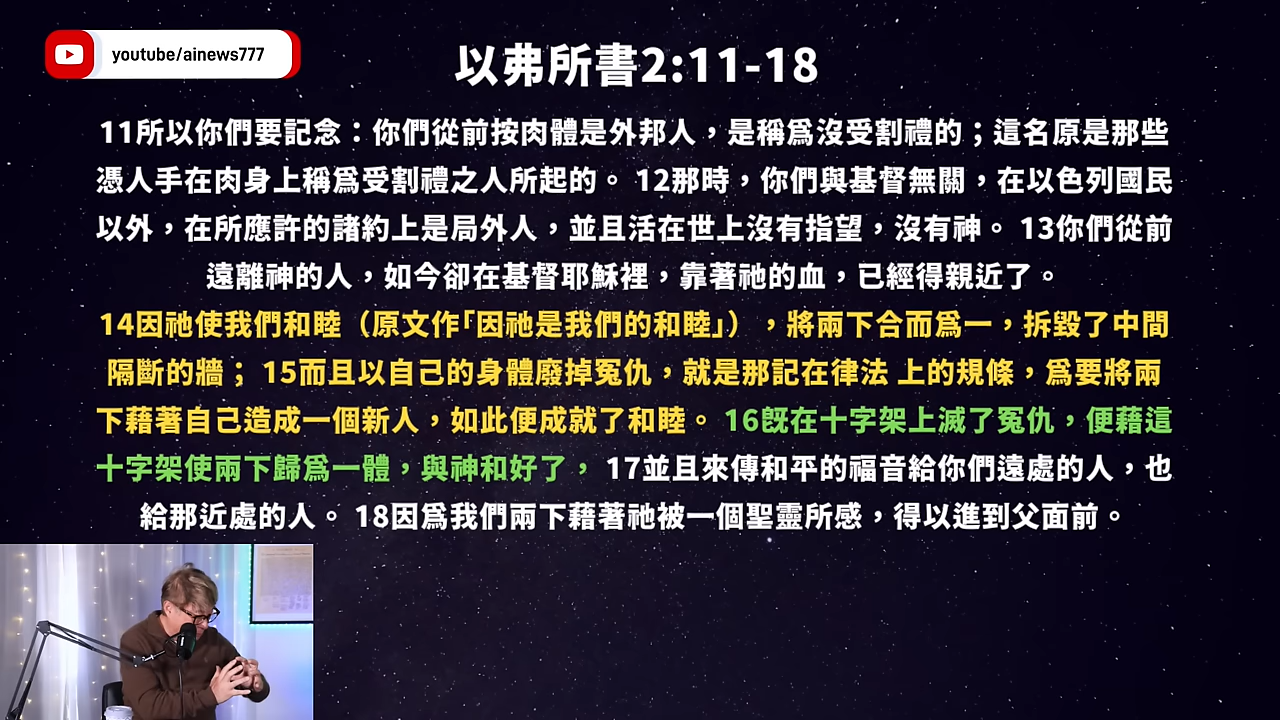 youtube/ainews777
以弗所書2:11-18
11所以你們要記念：你們從前按肉體是外邦人，是稱爲沒受割禮的；這名原是那些
憑人手在肉身上稱爲受割禮之人所起的。 12那時，你們與基督無關，在以色列國民
以外，在所應許的諸約上是局外人，並且活在世上沒有指望，沒有神。 13你們從前
遠離神的人，如今卻在基督耶穌裡，靠著祂的血，已經得親近了。
14因祂使我們和睦（原文作「因祂是我們的和睦」），將兩下合而爲一，拆毀了中間
隔斷的牆； 15而且以自己的身體廢掉冤仇，就是那記在律法 上的規條，爲要將兩
下藉著自己造成一個新人，如此便成就了和睦。 16旣在十字架上滅了冤仇，便藉這
十字架使兩下歸爲一體，與神和好了， 17並且來傳和平的福音給你們遠處的人，也
給那近處的人。 18因爲我們兩下藉著祂被一個聖靈所感，得以進到父面前。